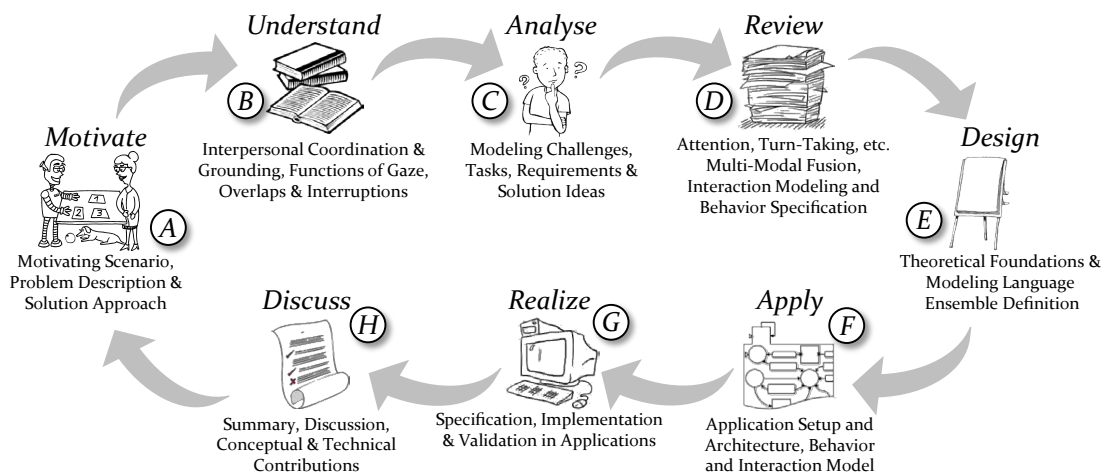 Motivate
1
2
3
A
Motivating Scenario,
Problem Description &
Solution Approach
Understand
B
Interpersonal Coordination &
Grounding, Functions of Gaze,
Overlaps & Interruptions
Analyse
?
?
C
Modeling Challenges,
Tasks, Requirements &
Solution Ideas
Review
D
Attention, Turn-Taking, etc.
Multi-Modal Fusion,
Interaction Modeling and
Behavior Specification
Design
E
Theoretical Foundations &
Modeling Language
Ensemble Definition
Apply
F
Application Setup and
Architecture, Behavior
and Interaction Model
Realize
G
Specification, Implementation
& Validation in Applications
Discuss
H
Summary, Discussion,
Conceptual & Technical
Contributions